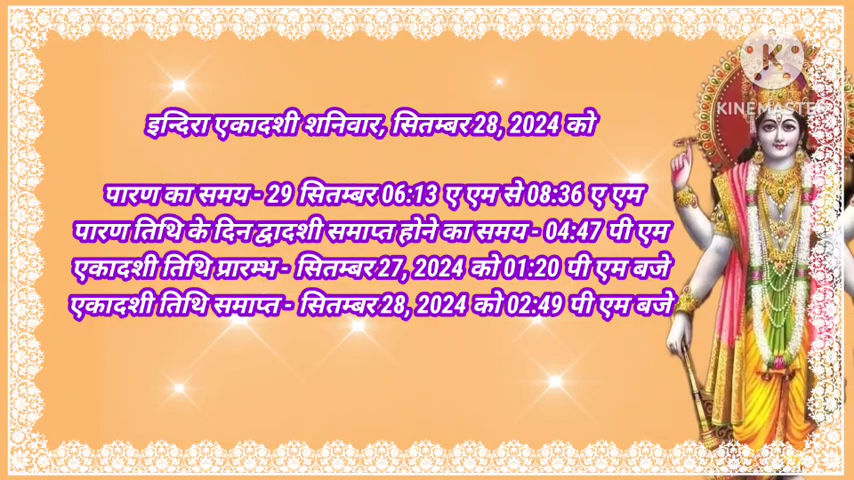 इन्दिरा एकादशी शनिवार, सितम्बर 28, 2024 को
पारण का समय - 29 सितम्बर 06:13 ए एम से 08:36 ए एम
पारण तिथि के दिन द्वादशी समाप्त होने का समय - 04:47 पी एम
एकादशी तिथि प्रारम्भ - सितम्बर 27, 2024 को 01:20 पी एम बजे
एकादशी तिथि समाप्त - सितम्बर 28, 2024 को 02:49 पी एम बजे
K
KINEMASTER